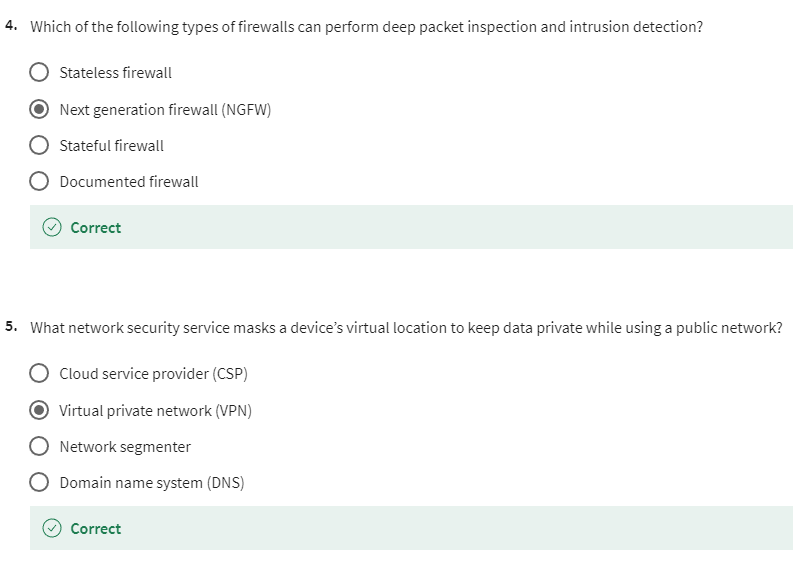 4. Which of the following types of firewalls can perform deep packet inspection and intrusion detection?
Stateless firewall
Next generation firewall (NGFW)
Stateful firewall
Documented firewall
Correct
5. What network security service masks a device’s virtual location to keep data private while using a public network?
Cloud service provider (CSP)
Virtual private network (VPN)
Network segmenter
Domain name system (DNS)
Correct